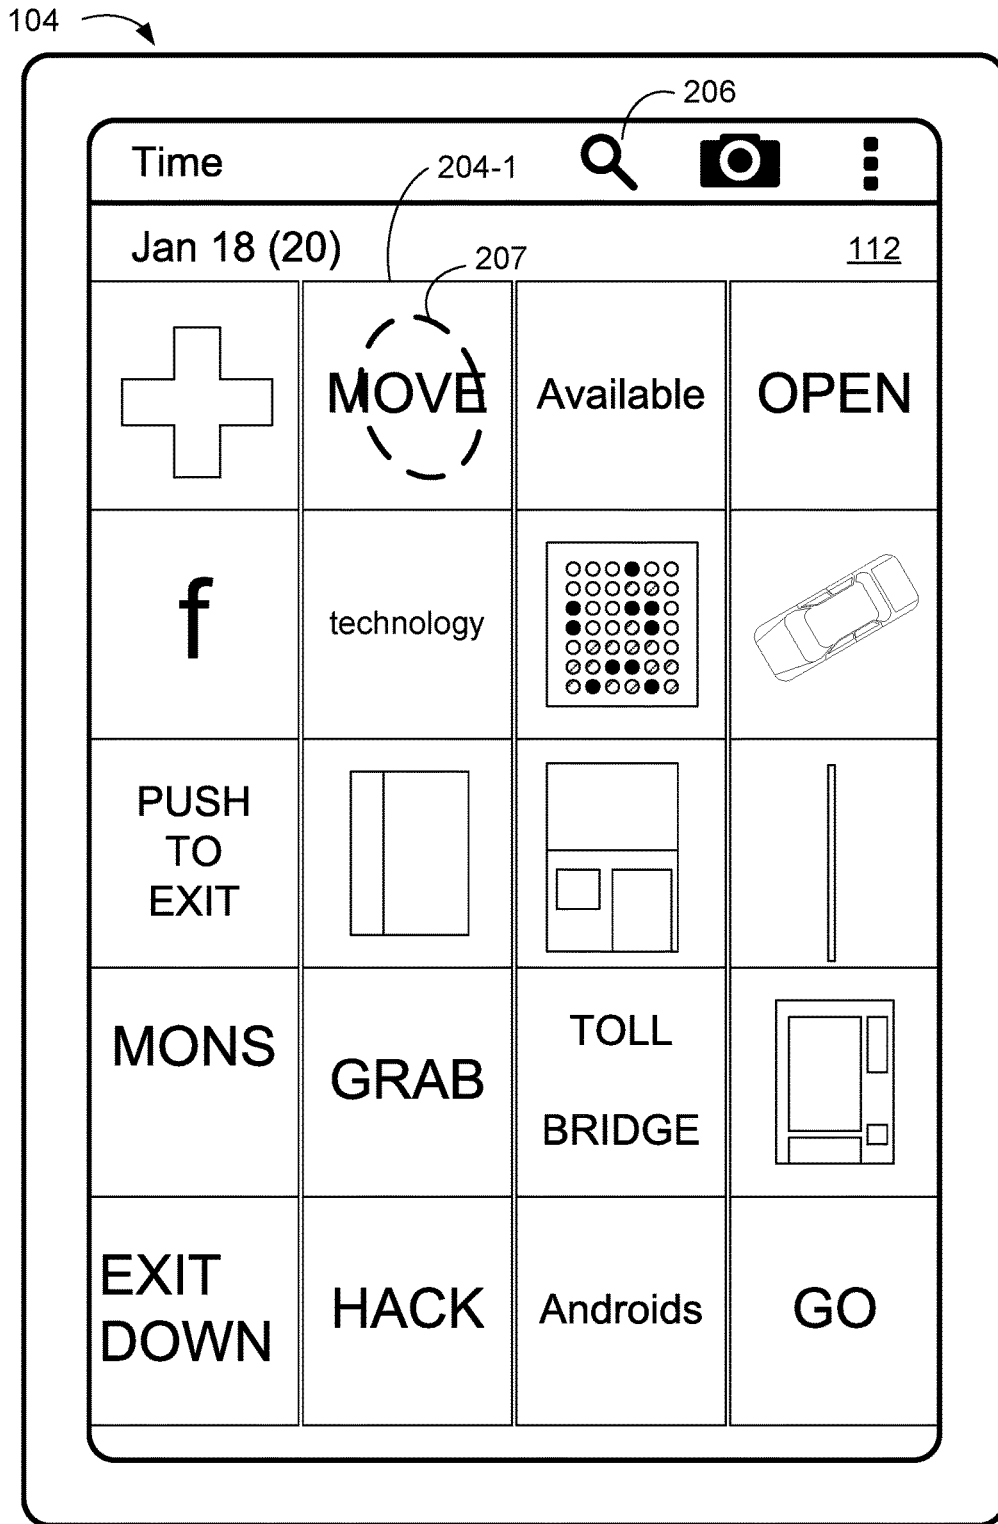 104
206
Time
204-1
Jan 18 (20)
207
112
MOVE
Available
OPEN
f
technology
PUSH
TO
EXIT
MONS
GRAB
TOLL
BRIDGE
EXIT
DOWN
HACK
Androids
GO